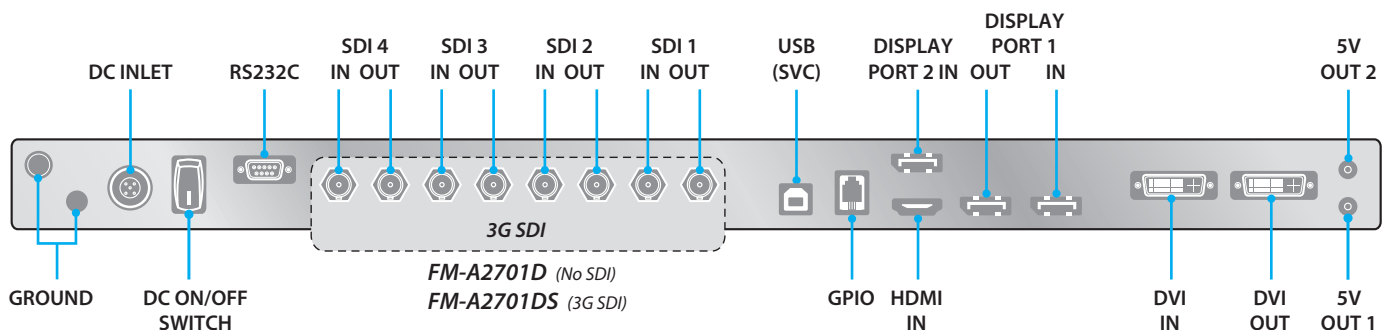 DISPLAY
SDI 4 SDI 3 SDI 2 SDI 1 USB DISPLAY PORT 1 5V
DC INLET RS232C IN OUT IN OUT IN OUT IN OUT (SVC) PORT 2 IN OUT IN OUT 2
3G SDI
FM-A2701D (No SDI)
GROUND DC ON/OFF FM-A2701DS (3G SDI) GPIO HDMI DVI DVI 5V
SWITCH IN IN OUT OUT 1